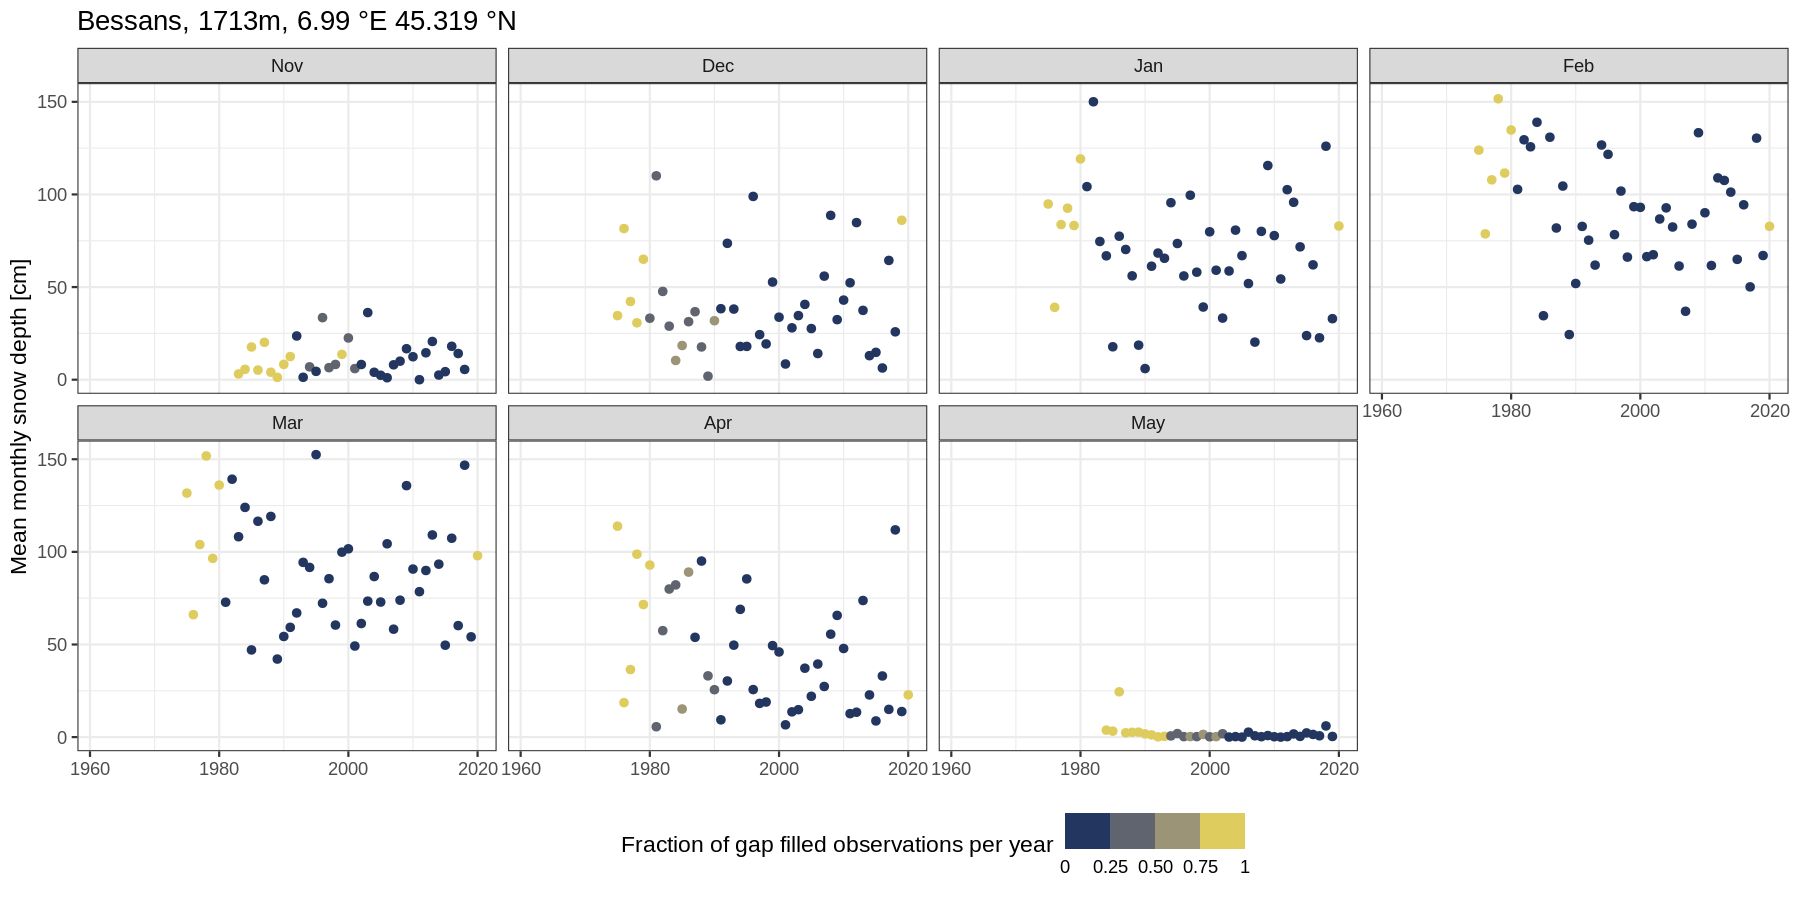 Bessans, 1713m, 6.99 °E 45.319 °N
Nov Dec Jan Feb
150
100
50
0
1960 1980 2000 2020
Mar Apr May
150
100
50
0
1960 1980 2000 2020 1960 1980 2000 2020 1960 1980 2000 2020
Mean monthly snow depth [cm]
Fraction of gap filled observations per year
0 0.25 0.50 0.75 1